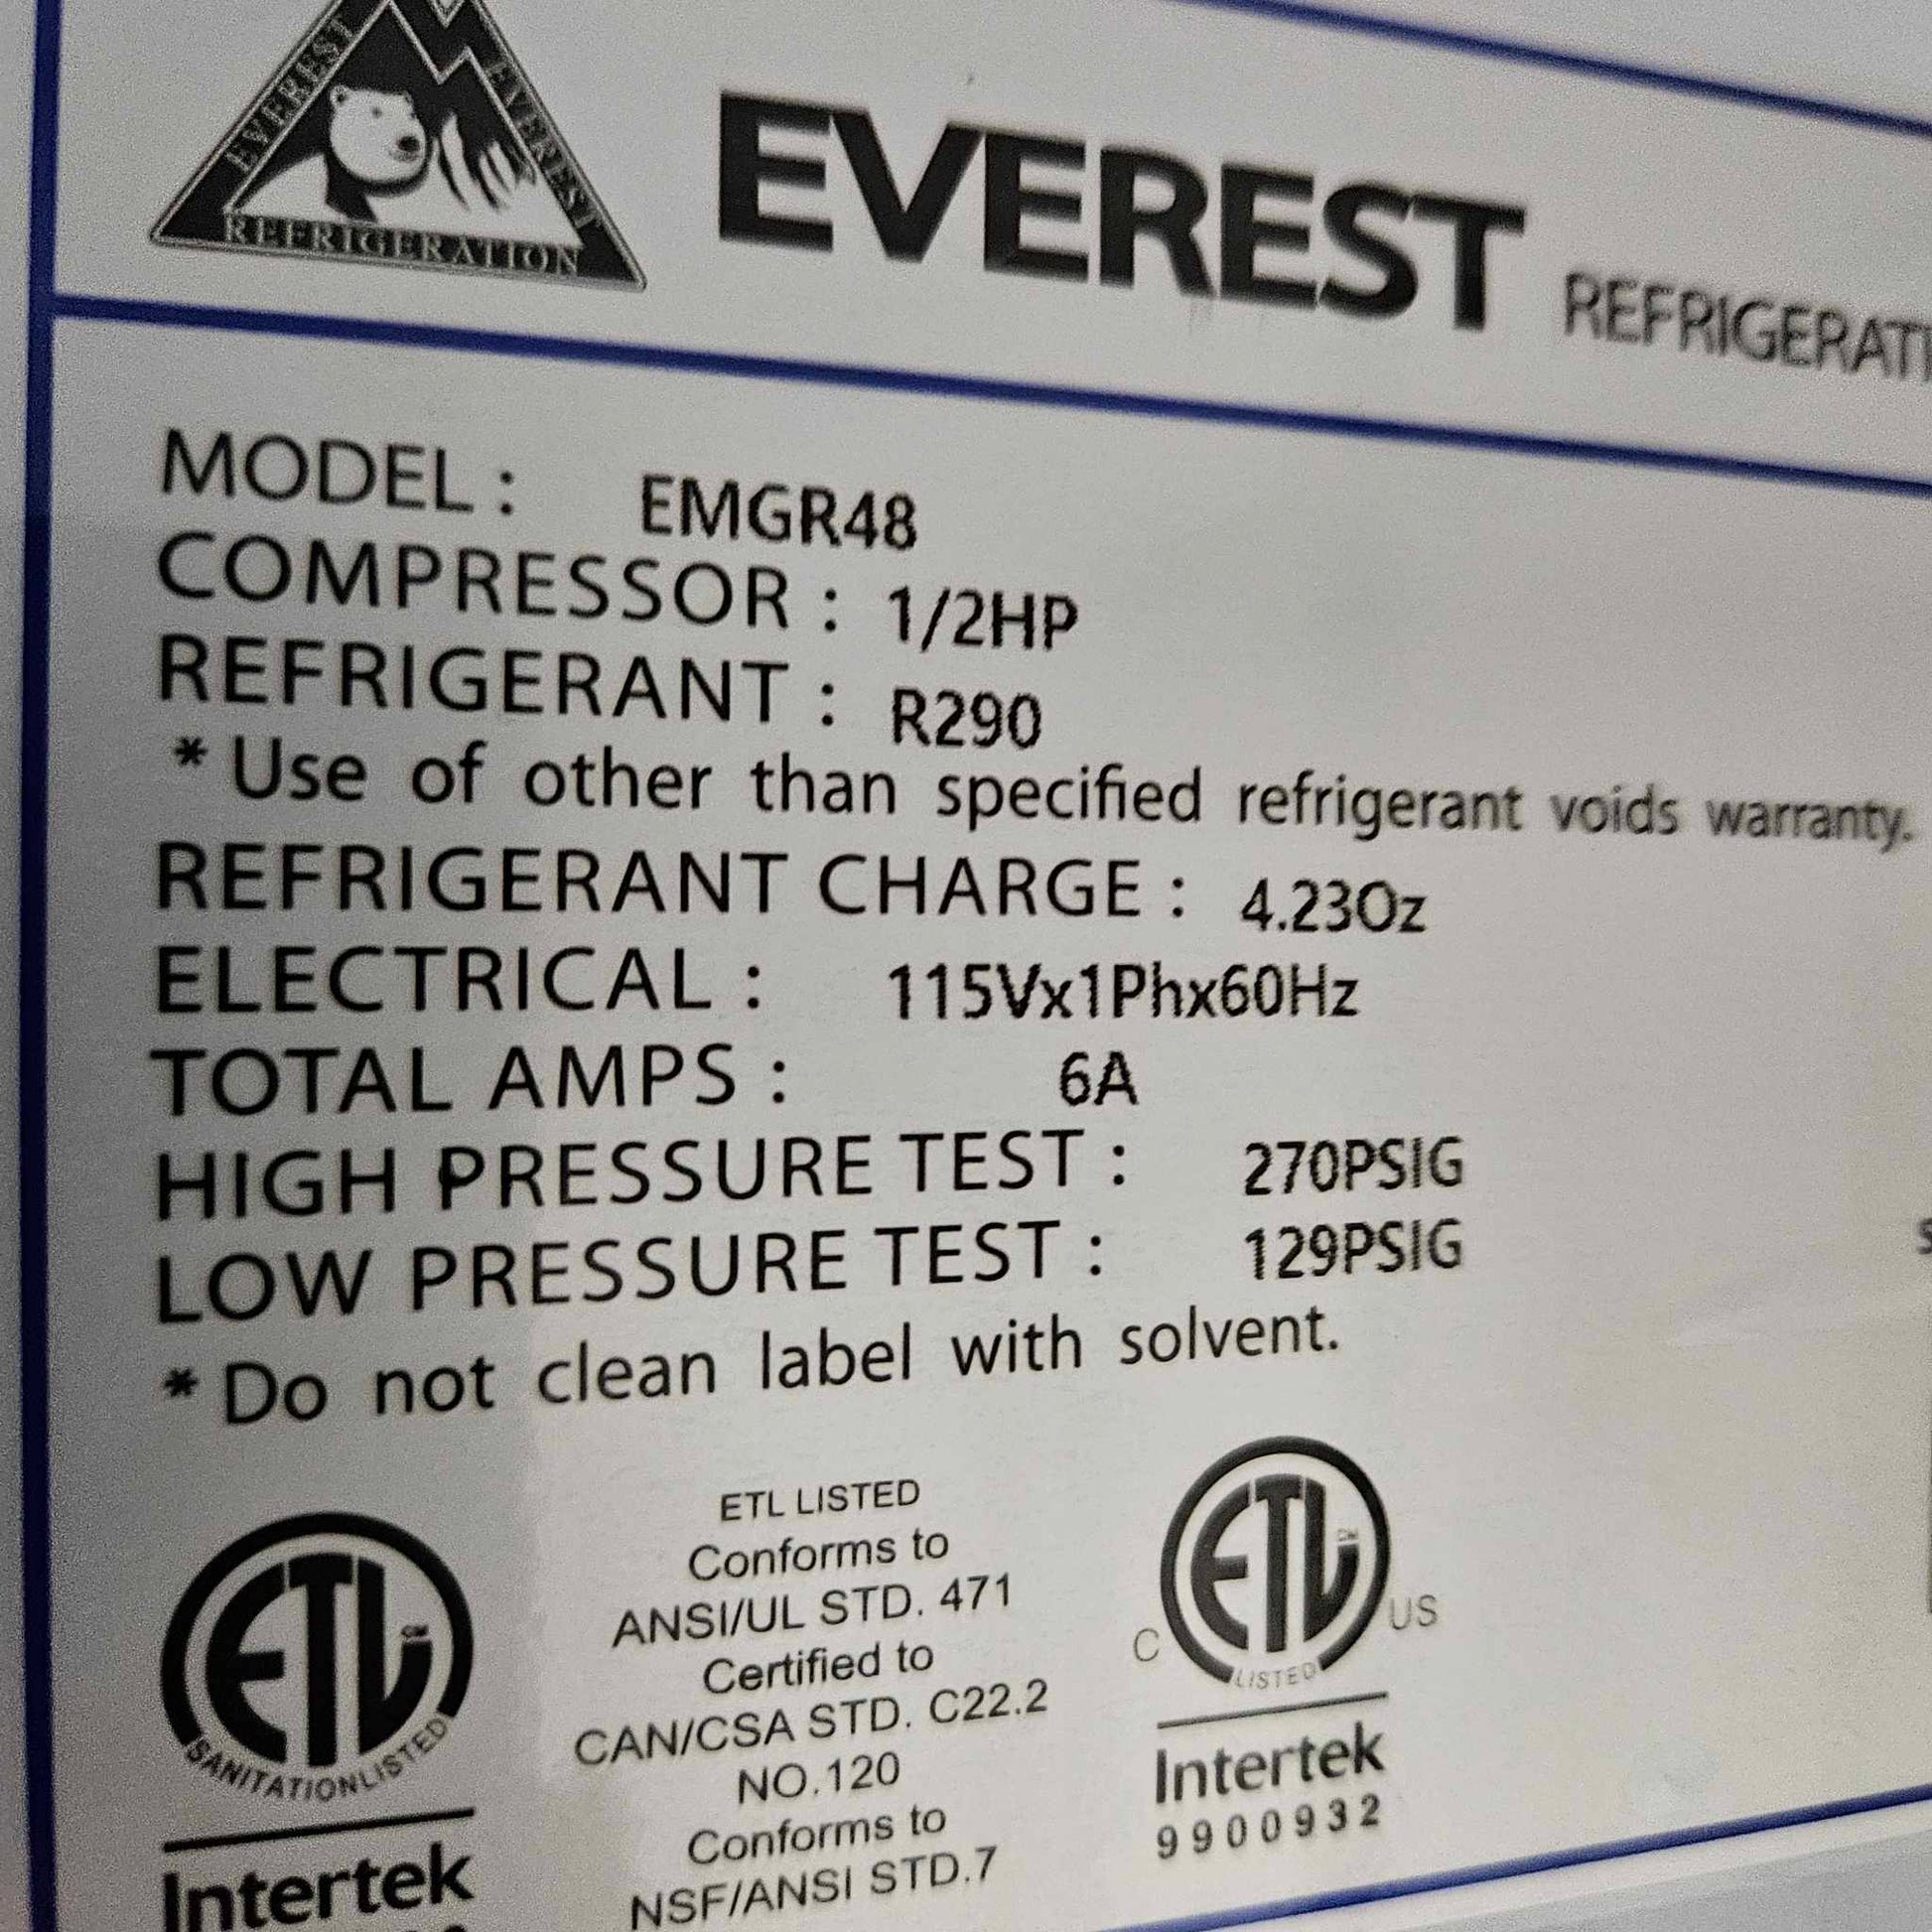 EVEREST EVEREST
REFRIGERATION
EVEREST REFRIGERATI
MODEL : EMGR48
COMPRESSOR : 1/2HP
REFRIGERANT : R290
* Use of other than specified refrigerant voids warranty.
REFRIGERANT CHARGE : 4.23Oz
ELECTRICAL : 115Vx1Phx60Hz
TOTAL AMPS : 6A
HIGH PRESSURE TEST : 270PSIG
LOW PRESSURE TEST : 129PSIG
* Do not clean label with solvent.
ETL
SANITATION LISTED
Intertek
ETL LISTED
Conforms to
ANSI/UL STD. 471
Certified to
CAN/CSA STD. C22.2
NO.120
Conforms to
NSF/ANSI STD.7
C ETL US
LISTED
Intertek
9900932